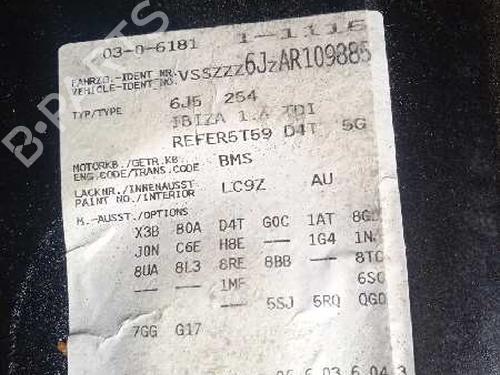 03-0-6181 1-1116
FAHRZG.-IDENT NR.
VEHICLE-IDENT NO. VSSZZZ6JZAR109885
TYP/TYPE 6J5 254
IBIZA 1.4 TDI
REFER5T59 D4T 5G
MOTORKB./GETR.KB.
ENG.CODE/TRANS.CODE BMS
LACKNR./INNENAUSST
PAINT NO./INTERIOR LC9Z AU
M.-AUSST./OPTIONS
X3B 80A D4T G0C 1AT
J0N C6E H8E -- 1G4
8UA 8L3 8RE 8BB -- 8TC
-- -- 1MF 6SC
-- 5SJ 5RQ QG0
7GG G17
B-PARTS